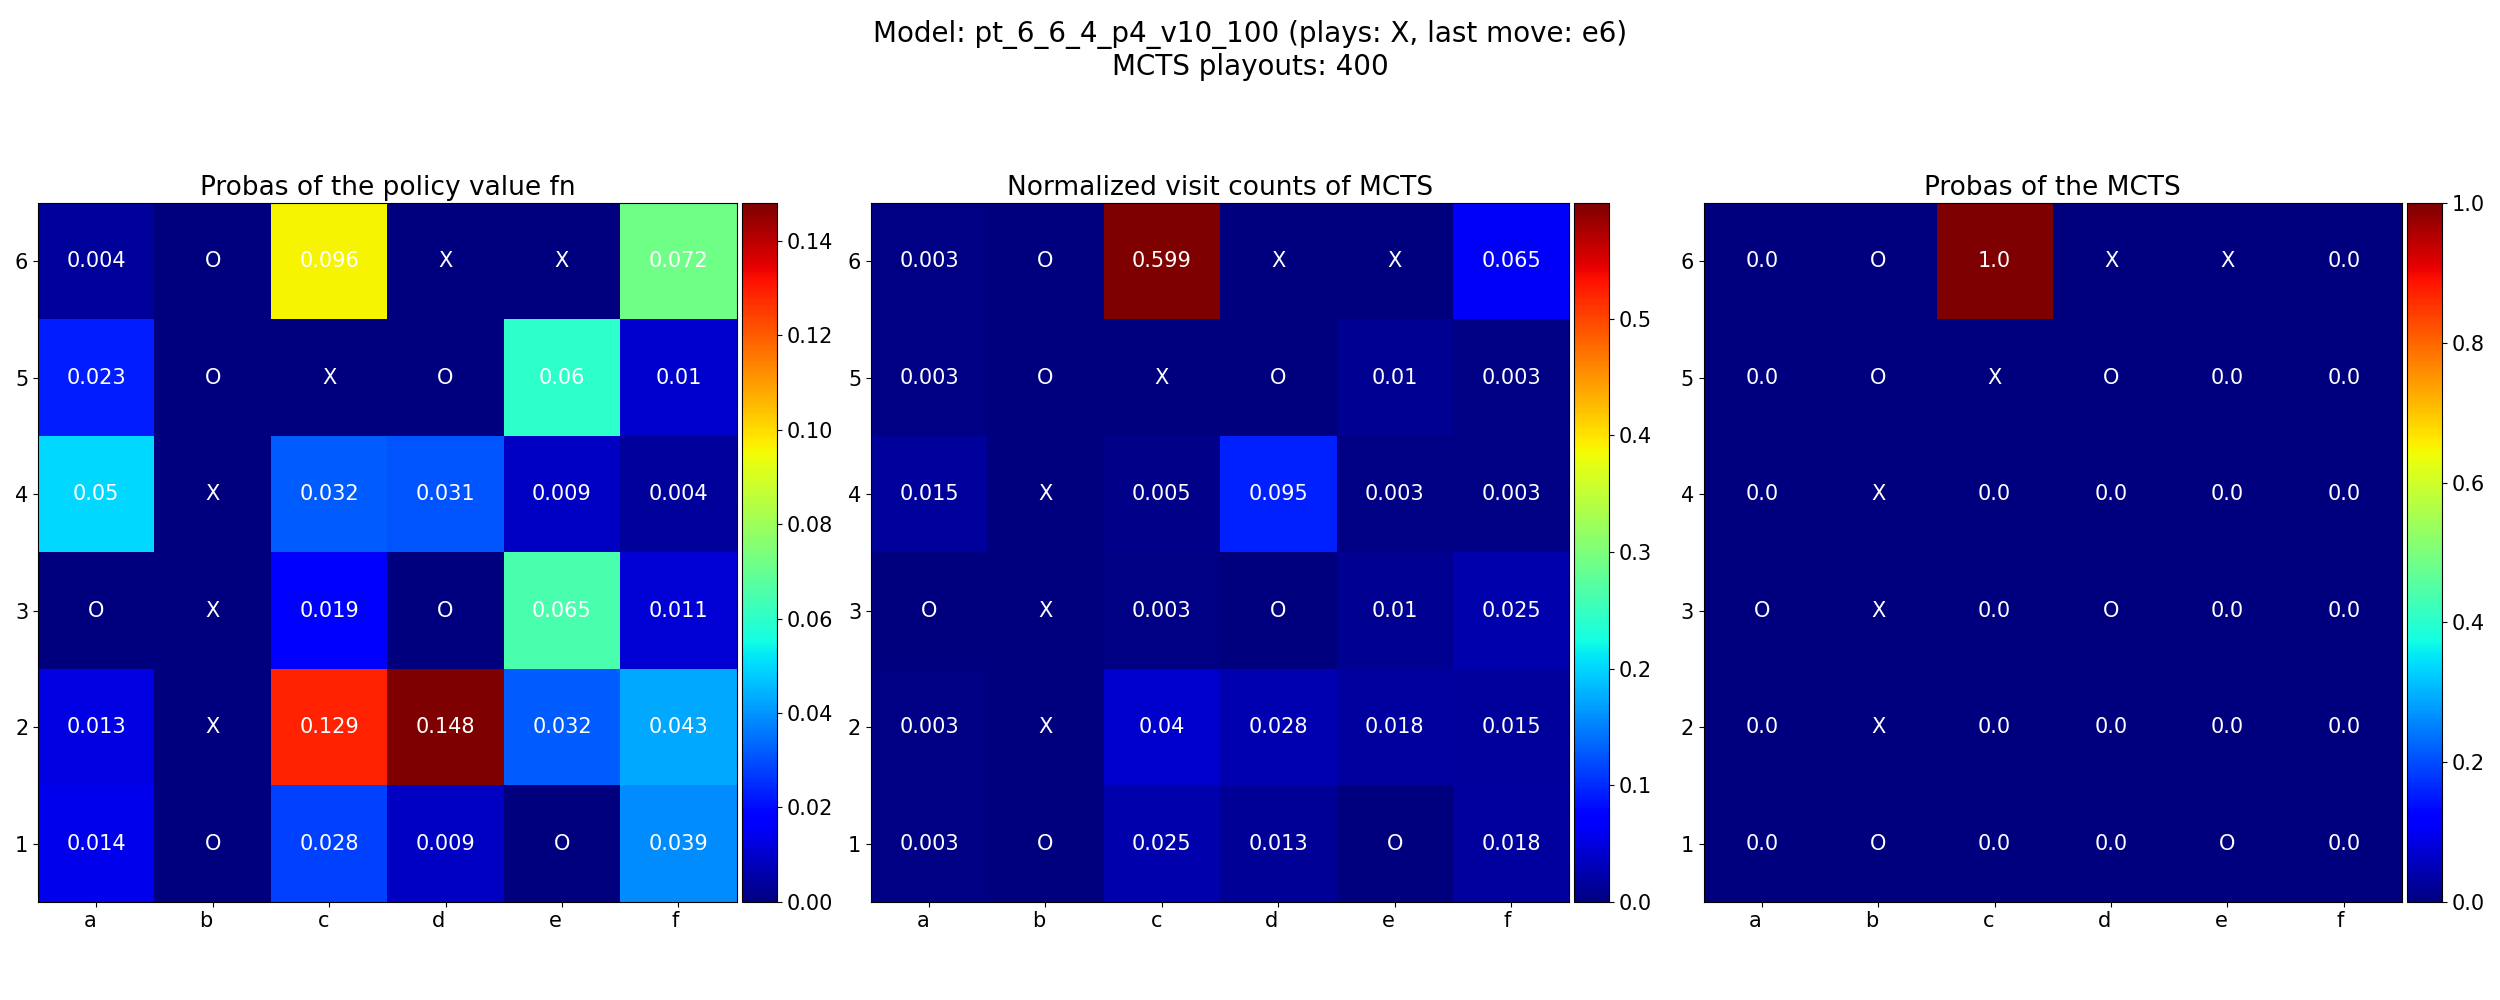 Model: pt_6_6_4_p4_v10_100 (plays: X, last move: e6)
MCTS playouts: 400
Probas of the policy value fn
6 0.004 O 0.096 X X 0.072
5 0.023 O X O 0.06 0.01
4 0.05 X 0.032 0.031 0.009 0.004
3 O X 0.019 O 0.065 0.011
2 0.013 X 0.129 0.148 0.032 0.043
1 0.014 O 0.028 0.009 O 0.039
a b c d e f
0.14
0.12
0.10
0.08
0.06
0.04
0.02
0.00
Normalized visit counts of MCTS
6 0.003 O 0.599 X X 0.065
5 0.003 O X O 0.01 0.003
4 0.015 X 0.005 0.095 0.003 0.003
3 O X 0.003 O 0.01 0.025
2 0.003 X 0.04 0.028 0.018 0.015
1 0.003 O 0.025 0.013 O 0.018
a b c d e f
0.5
0.4
0.3
0.2
0.1
0.0
Probas of the MCTS
6 0.0 O 1.0 X X 0.0
5 0.0 O X O 0.0 0.0
4 0.0 X 0.0 0.0 0.0 0.0
3 O X 0.0 O 0.0 0.0
2 0.0 X 0.0 0.0 0.0 0.0
1 0.0 O 0.0 0.0 O 0.0
a b c d e f
1.0
0.8
0.6
0.4
0.2
0.0